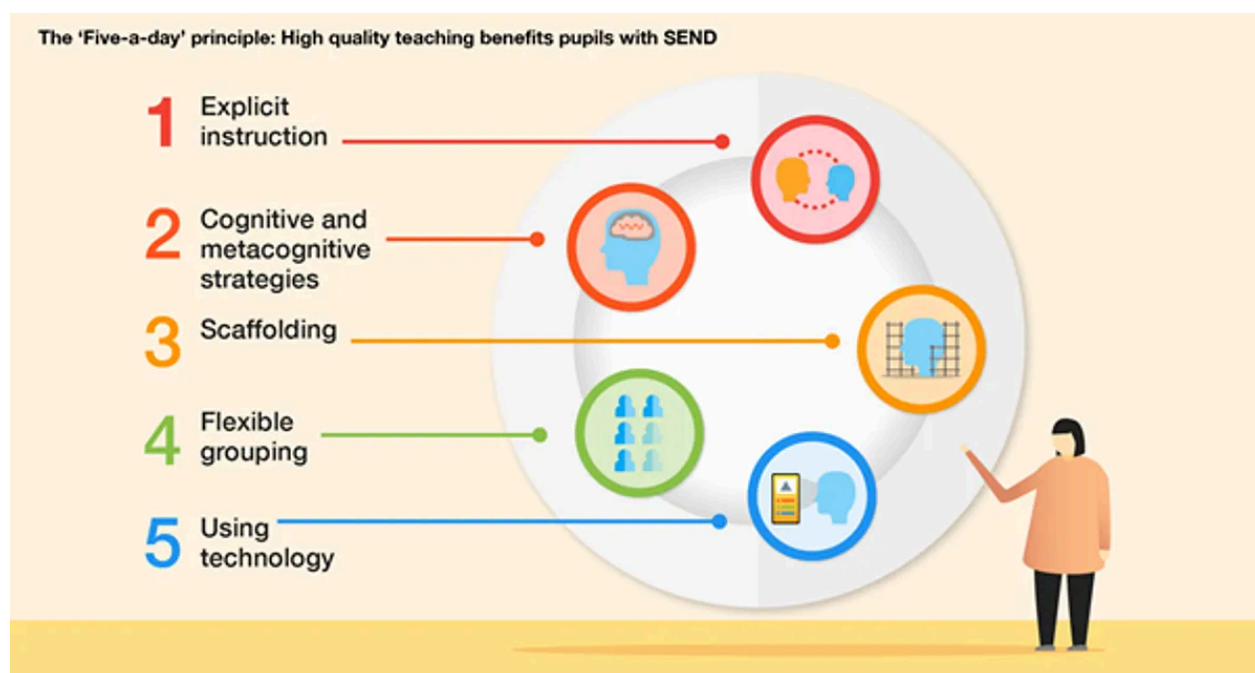 The ‘Five-a-day’ principle: High quality teaching benefits pupils with SEND
1 Explicit
instruction
2 Cognitive and
metacognitive
strategies
3 Scaffolding
4 Flexible
grouping
5 Using
technology